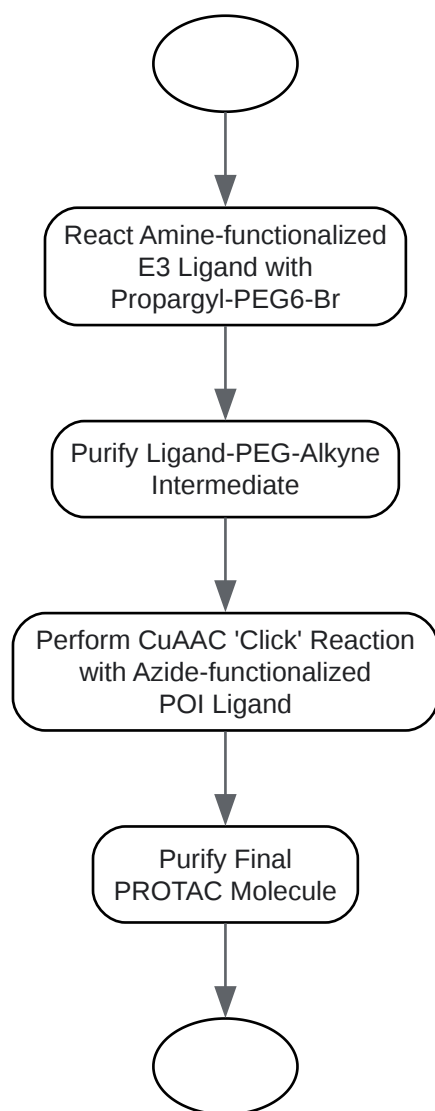 React Amine-functionalized
E3 Ligand with
Propargyl-PEG6-Br
Purify Ligand-PEG-Alkyne
Intermediate
Perform CuAAC 'Click' Reaction
with Azide-functionalized
POI Ligand
Purify Final
PROTAC Molecule